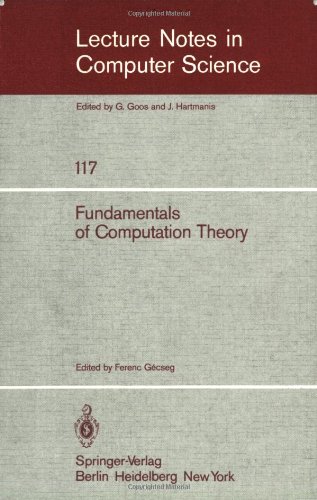 Lecture Notes in
Computer Science
Edited by G. Goos and J. Hartmanis
117
Fundamentals
of Computation Theory
Edited by Ferenc Gécseg
Springer-Verlag
Berlin Heidelberg New York